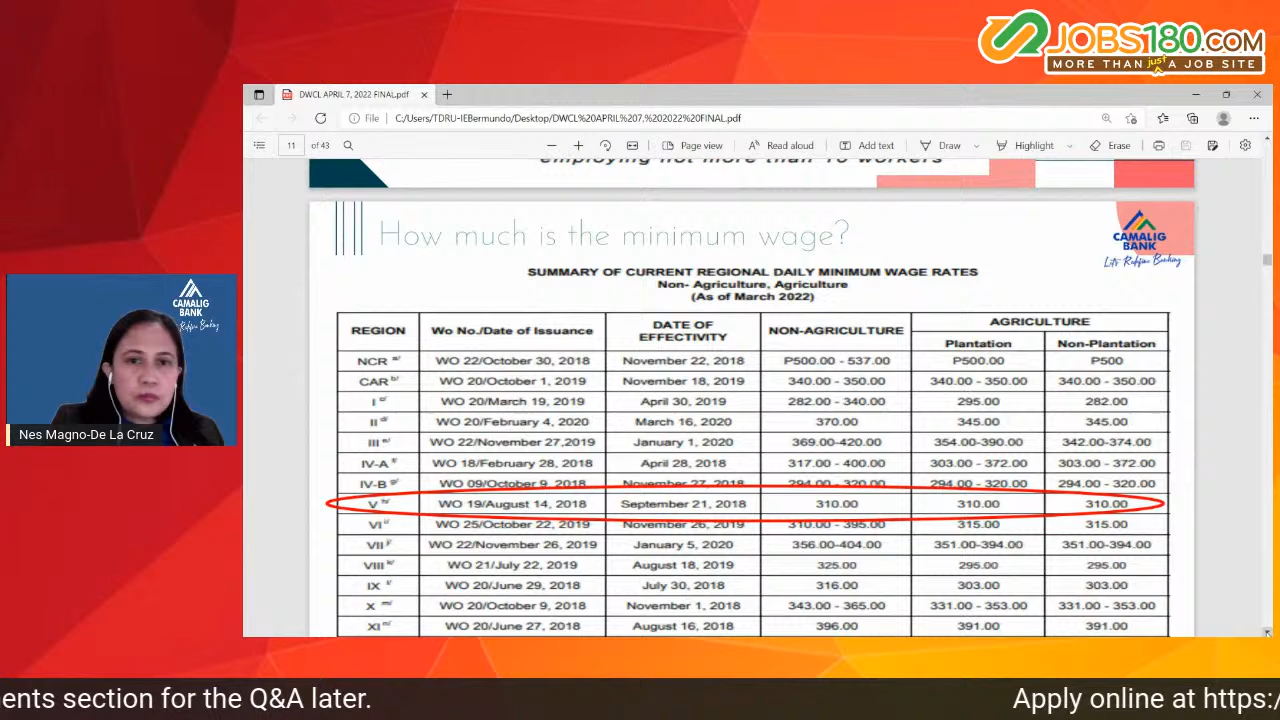 JOBS180.COM
MORE THAN just A JOB SITE
DWCL APRIL 7, 2022 FINAL.pdf
File C:/Users/TDRU-IEBermundo/Desktop/DWCL%20APRIL%207,%202022%20FINAL.pdf
11 of 43 Page view Read aloud Add text Draw Highlight Erase
employing not more than 10 workers
How much is the minimum wage?
CAMALIG
BANK
Let's Redefine Banking
SUMMARY OF CURRENT REGIONAL DAILY MINIMUM WAGE RATES
Non- Agriculture, Agriculture
(As of March 2022)
REGION Wo No./Date of Issuance DATE OF EFFECTIVITY NON-AGRICULTURE AGRICULTURE
Plantation Non-Plantation
NCR a/ WO 22/October 30, 2018 November 22, 2018 P500.00 - 537.00 P500.00 P500
CAR b/ WO 20/October 1, 2019 November 18, 2019 340.00 - 350.00 340.00 - 350.00 340.00 - 350.00
I c/ WO 20/March 19, 2019 April 30, 2019 282.00 - 340.00 295.00 282.00
II d/ WO 20/February 4, 2020 March 16, 2020 370.00 345.00 345.00
III e/ WO 22/November 27,2019 January 1, 2020 369.00-420.00 354.00-390.00 342.00-374.00
IV-A f/ WO 18/February 28, 2018 April 28, 2018 317.00 - 400.00 303.00 - 372.00 303.00 - 372.00
IV-B g/ WO 09/October 9, 2018 November 27, 2018 294.00 - 320.00 294.00 - 320.00 294.00 - 320.00
V h/ WO 19/August 14, 2018 September 21, 2018 310.00 310.00 310.00
VI i/ WO 25/October 22, 2019 November 26, 2019 310.00 - 395.00 315.00 315.00
VII j/ WO 22/November 26, 2019 January 5, 2020 356.00-404.00 351.00-394.00 351.00-394.00
VIII k/ WO 21/July 22, 2019 August 18, 2019 325.00 295.00 295.00
IX l/ WO 20/June 29, 2018 July 30, 2018 316.00 303.00 303.00
X m/ WO 20/October 9, 2018 November 1, 2018 343.00 - 365.00 331.00 - 353.00 331.00 - 353.00
XI n/ WO 20/June 27, 2018 August 16, 2018 396.00 391.00 391.00
CAMALIG
BANK
Nes Magno-De La Cruz
ents section for the Q&A later. Apply online at https:/